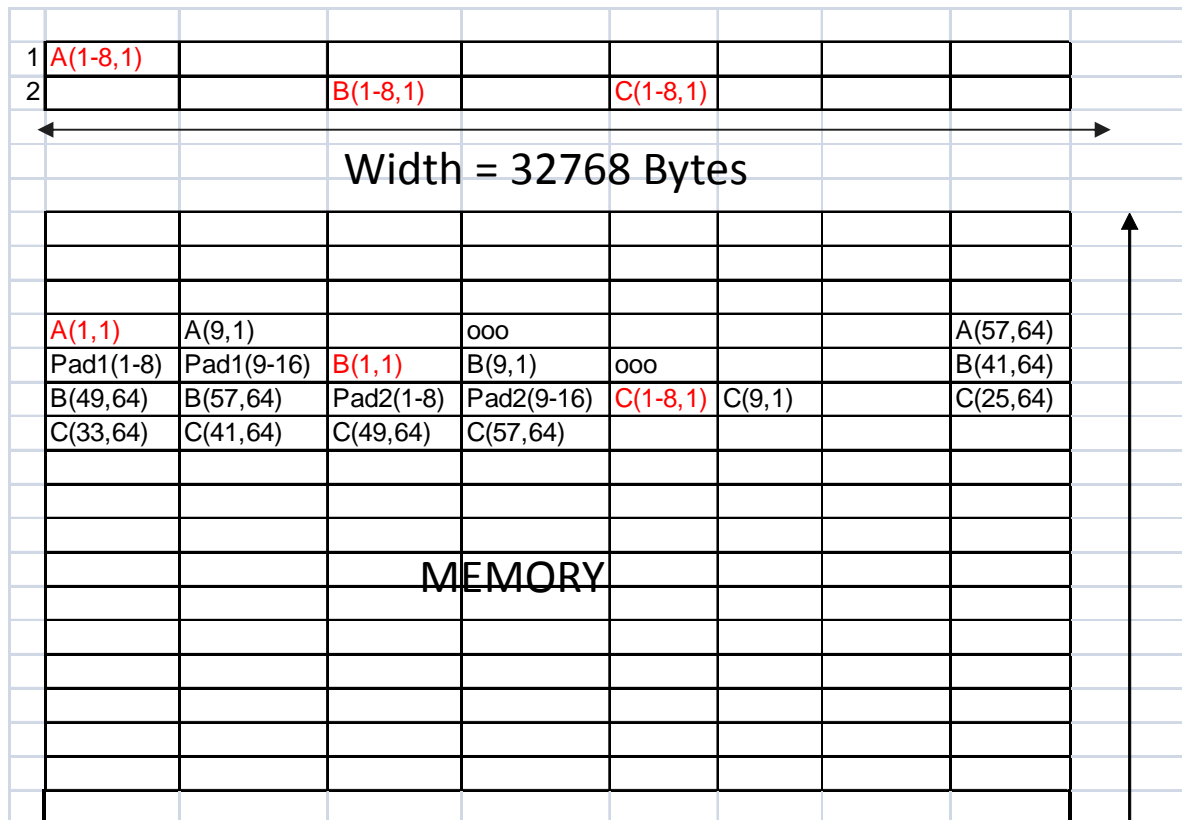 1 A(1-8,1)
2 B(1-8,1) C(1-8,1)
Width = 32768 Bytes
A(1,1) A(9,1) ooo A(57,64)
Pad1(1-8) Pad1(9-16) B(1,1) B(9,1) ooo B(41,64)
B(49,64) B(57,64) Pad2(1-8) Pad2(9-16) C(1-8,1) C(9,1) C(25,64)
C(33,64) C(41,64) C(49,64) C(57,64)
MEMORY